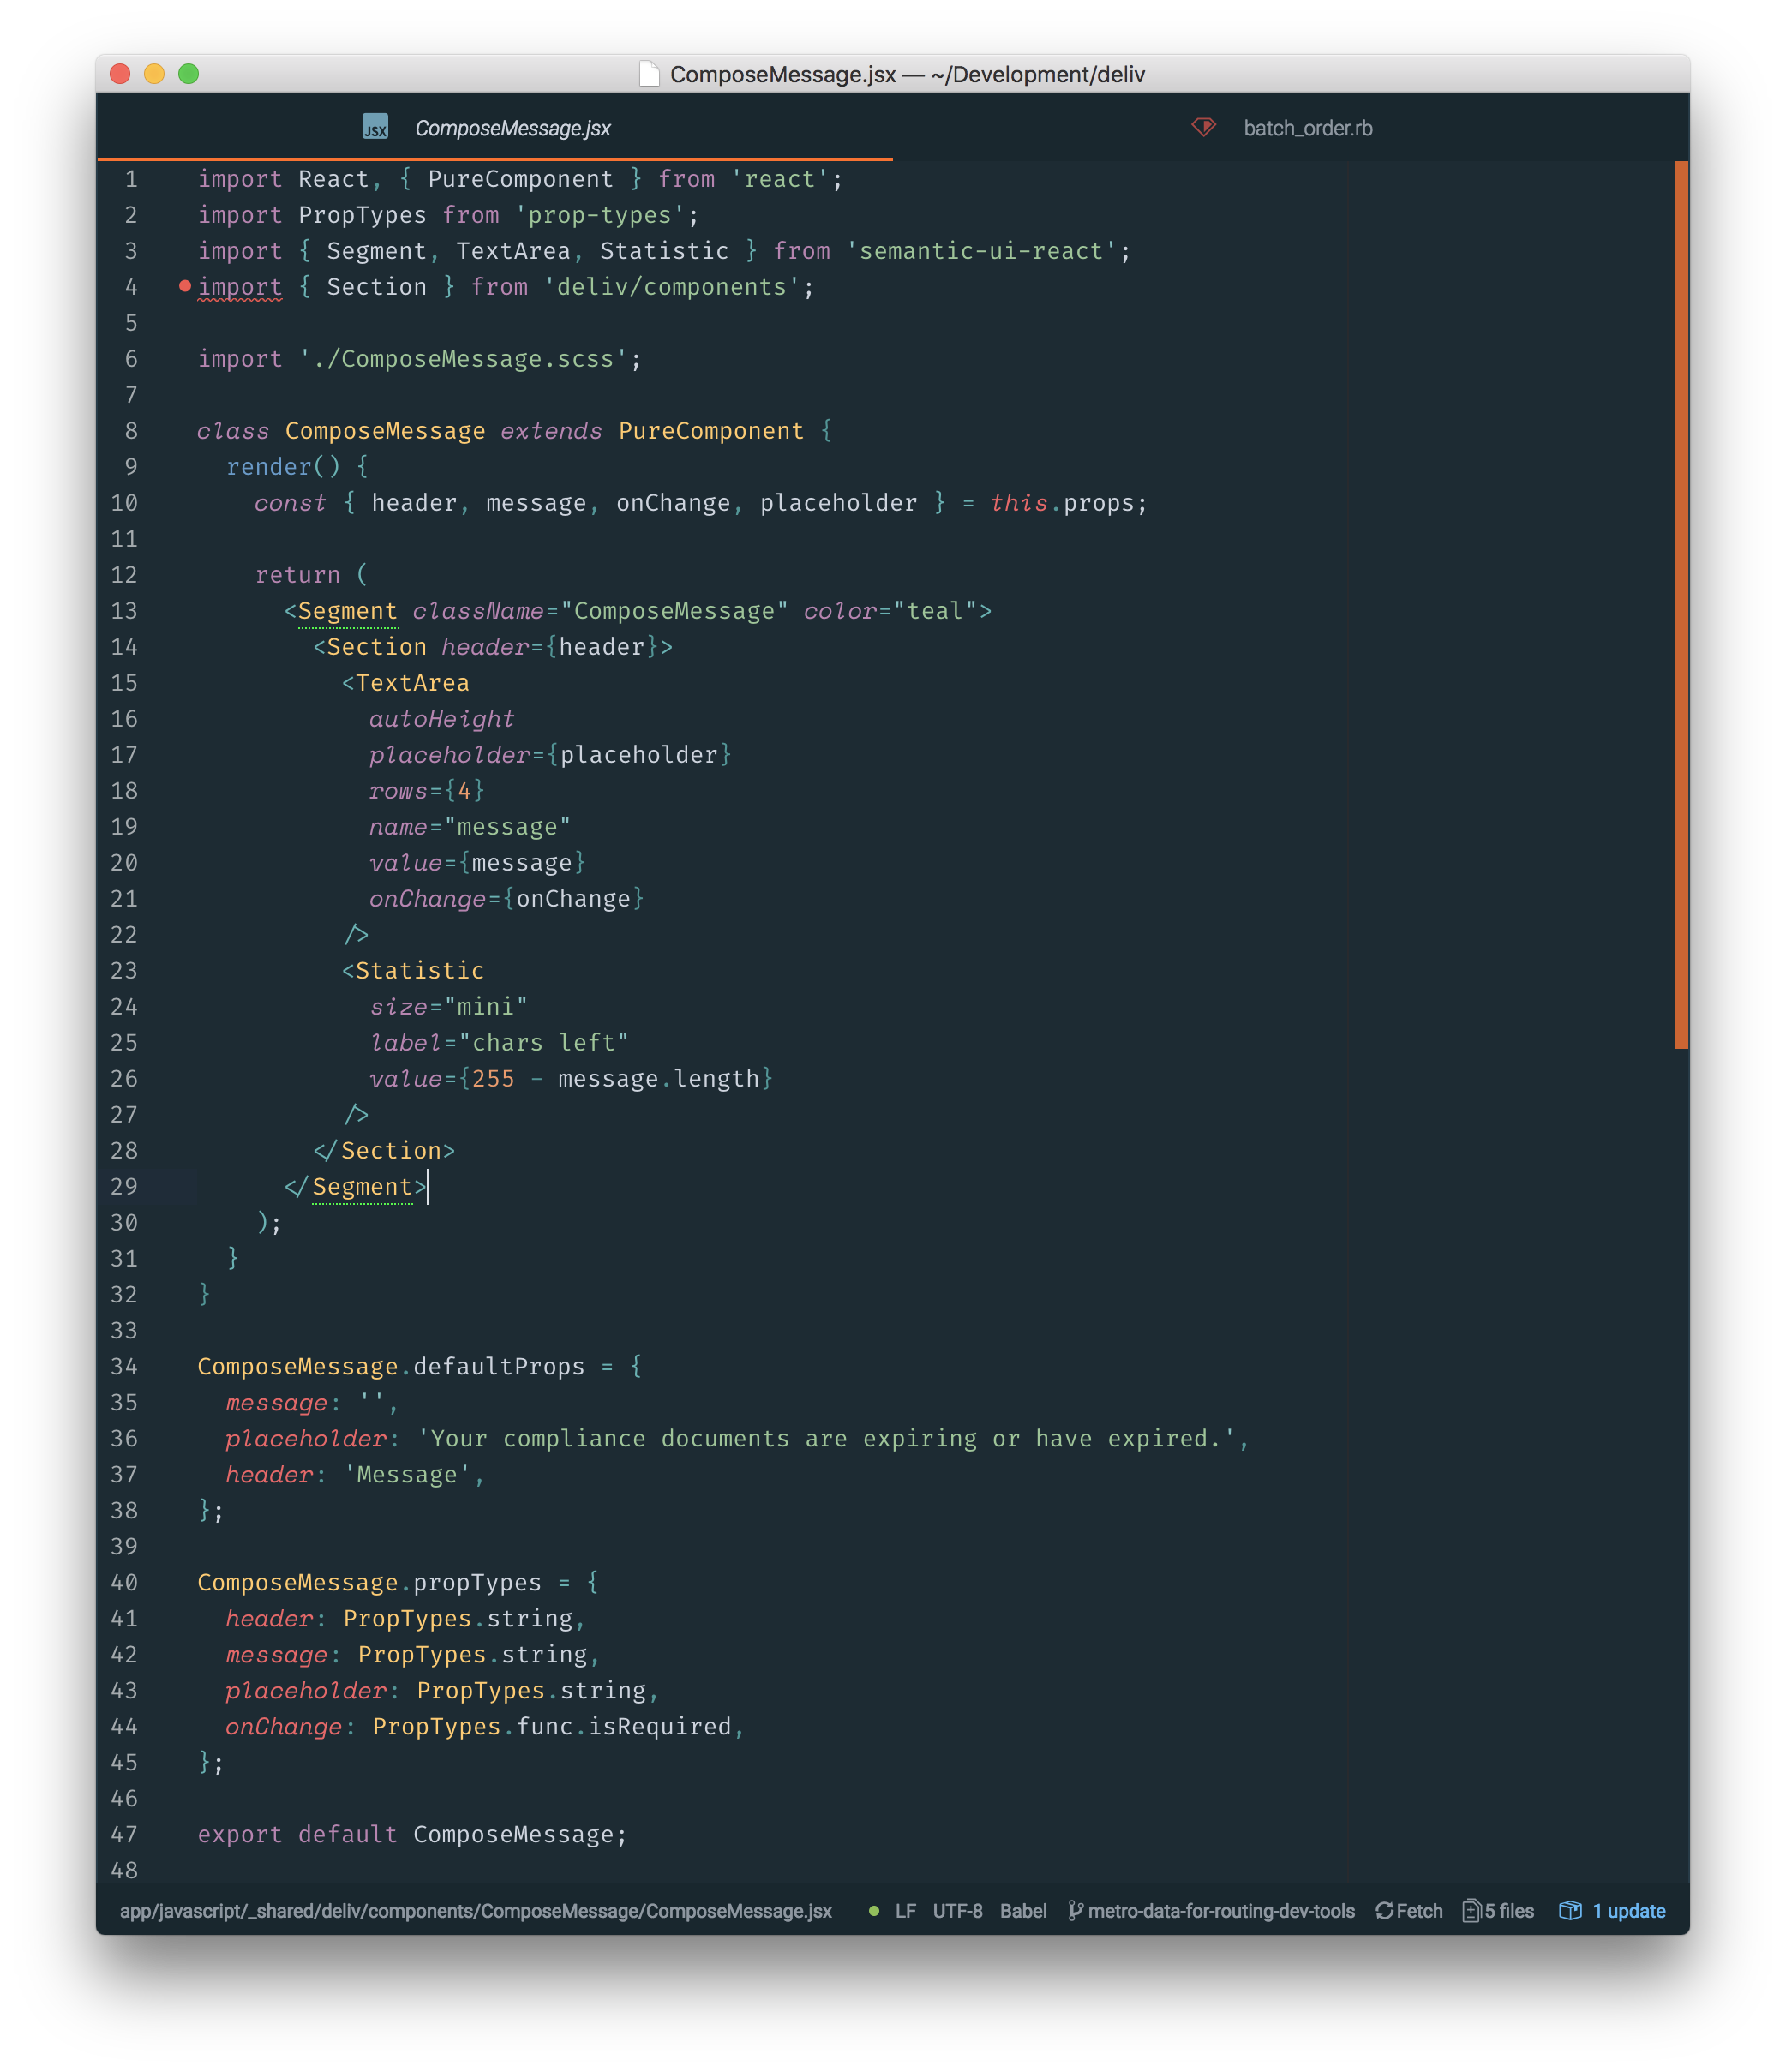 ComposeMessage.jsx — ~/Development/deliv
JSX ComposeMessage.jsx batch_order.rb
1 import React, { PureComponent } from 'react';
2 import PropTypes from 'prop-types';
3 import { Segment, TextArea, Statistic } from 'semantic-ui-react';
4 import { Section } from 'deliv/components';
5
6 import './ComposeMessage.scss';
7
8 class ComposeMessage extends PureComponent {
9   render() {
10     const { header, message, onChange, placeholder } = this.props;
11
12     return (
13       <Segment className="ComposeMessage" color="teal">
14         <Section header={header}>
15           <TextArea
16             autoHeight
17             placeholder={placeholder}
18             rows={4}
19             name="message"
20             value={message}
21             onChange={onChange}
22           />
23           <Statistic
24             size="mini"
25             label="chars left"
26             value={255 - message.length}
27           />
28         </Section>
29       </Segment>
30     );
31   }
32 }
33
34 ComposeMessage.defaultProps = {
35   message: '',
36   placeholder: 'Your compliance documents are expiring or have expired.',
37   header: 'Message',
38 };
39
40 ComposeMessage.propTypes = {
41   header: PropTypes.string,
42   message: PropTypes.string,
43   placeholder: PropTypes.string,
44   onChange: PropTypes.func.isRequired,
45 };
46
47 export default ComposeMessage;
48
app/javascript/_shared/deliv/components/ComposeMessage/ComposeMessage.jsx LF UTF-8 Babel metro-data-for-routing-dev-tools Fetch 5 files 1 update